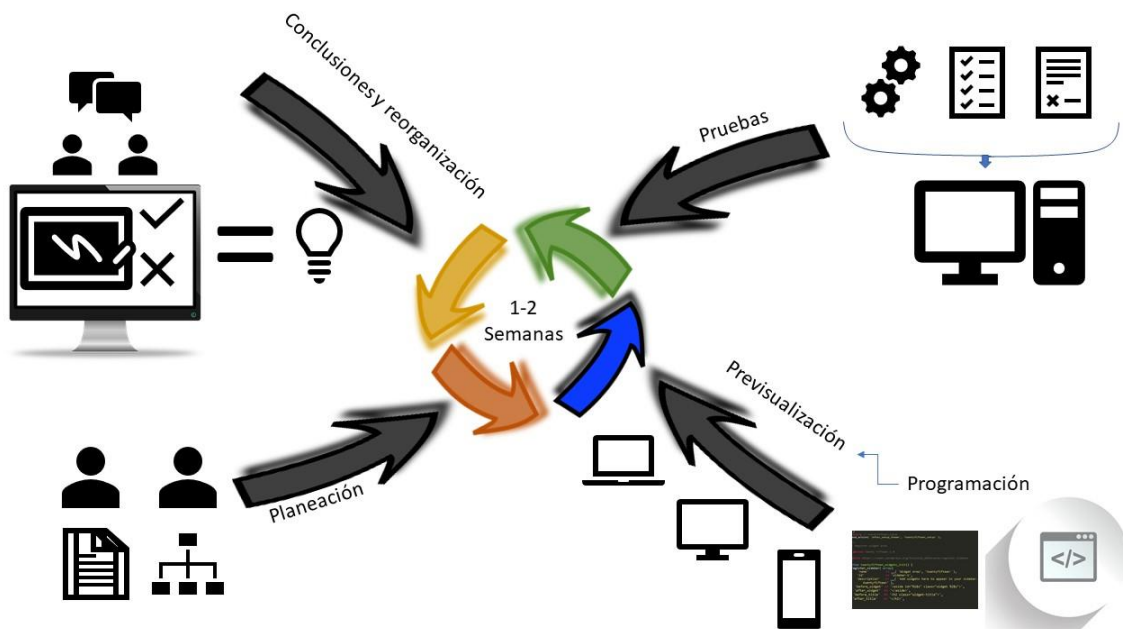 Conclusiones y reorganización
Pruebas
1-2
Semanas
Previsualización
Planeación
Programación
</>